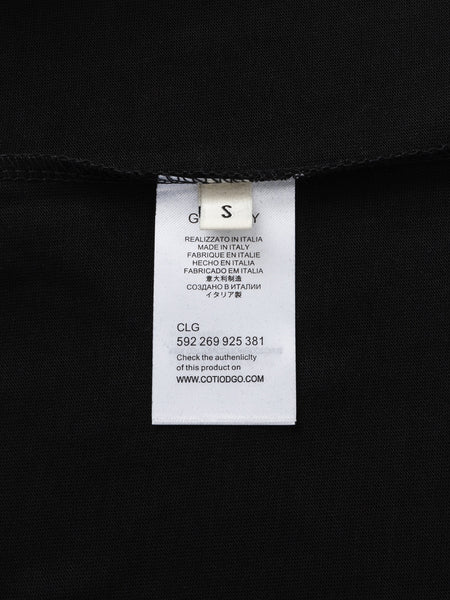 S
REALIZZATO IN ITALIA
MADE IN ITALY
FABRIQUE EN ITALIE
HECHO EN ITALIA
FABRICADO EM ITALIA
意大利制造
СОЗДАНО В ИТАЛИИ
イタリア製
CLG
592 269 925 381
Check the authenlicity
of this product on
WWW.COTIODGO.COM